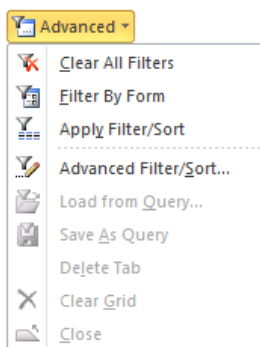 Advanced
Clear All Filters
Filter By Form
Apply Filter/Sort
Advanced Filter/Sort...
Load from Query...
Save As Query
Delete Tab
Clear Grid
Close